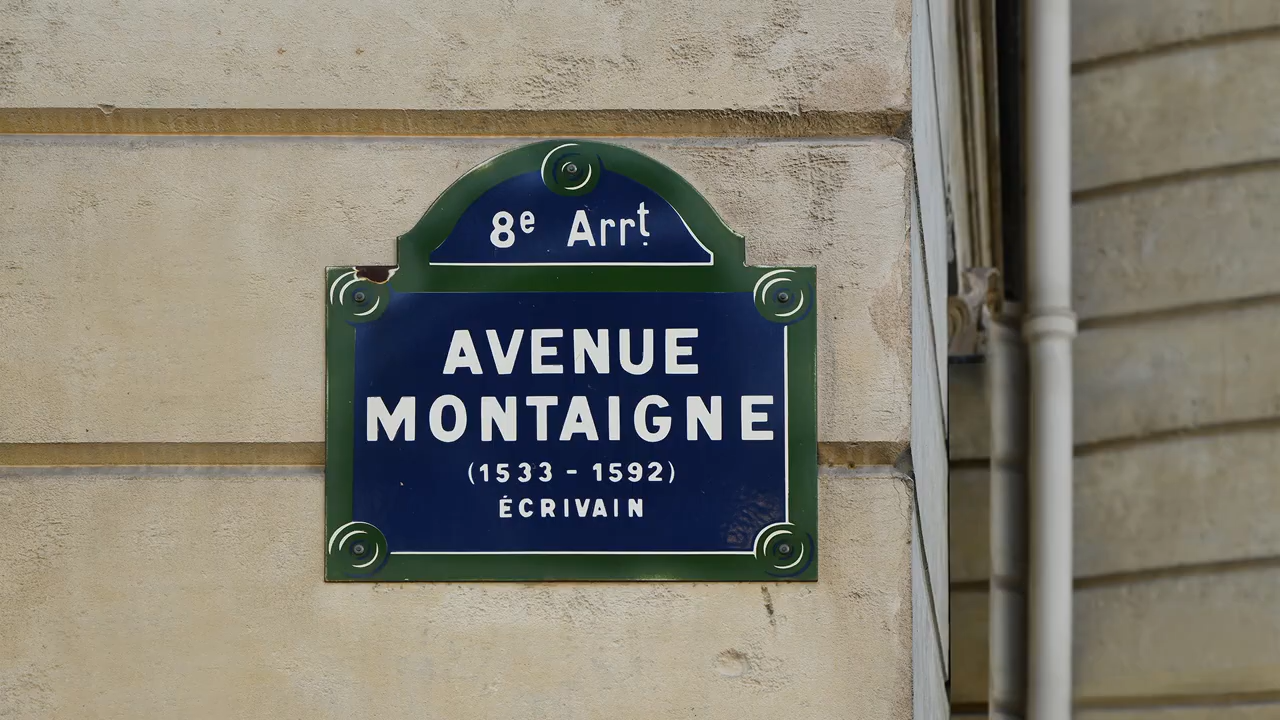 8e Arrt.
AVENUE
MONTAIGNE
(1533 - 1592)
ÉCRIVAIN